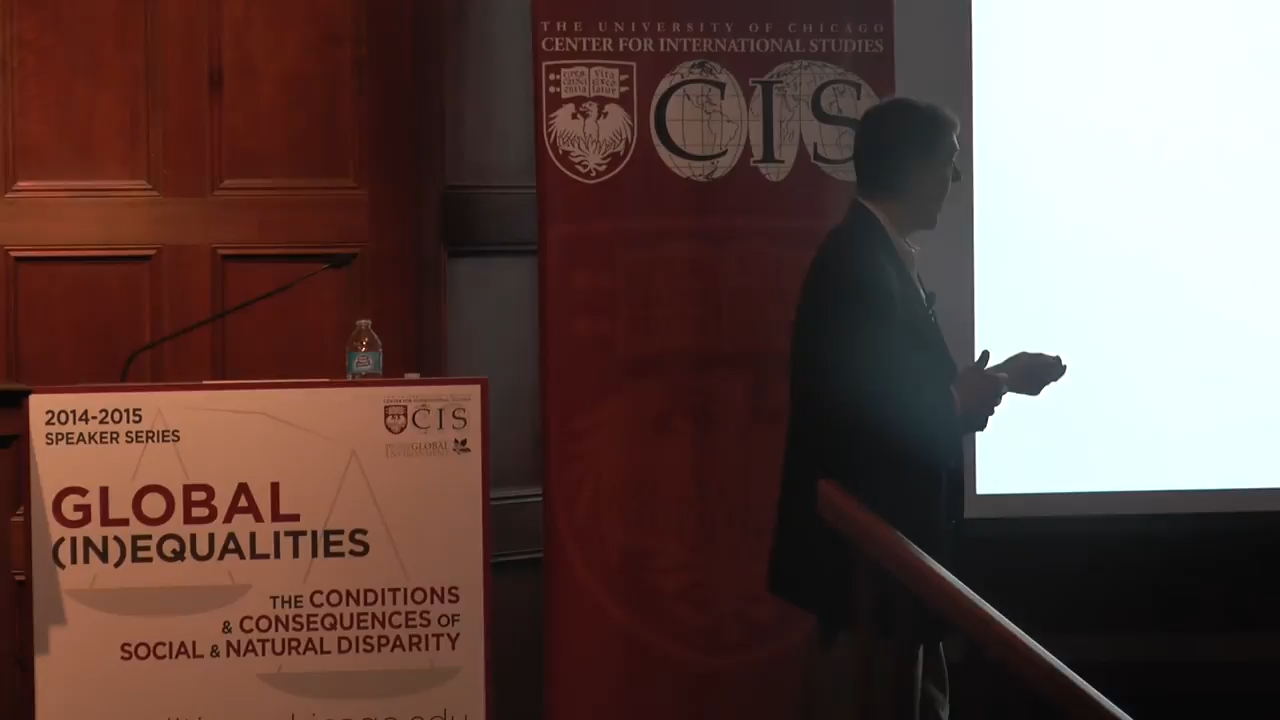 THE UNIVERSITY OF CHICAGO
CENTER FOR INTERNATIONAL STUDIES
CIS
2014-2015
SPEAKER SERIES
CIS
GLOBAL
GLOBAL
(IN)EQUALITIES
THE CONDITIONS
& CONSEQUENCES OF
SOCIAL & NATURAL DISPARITY